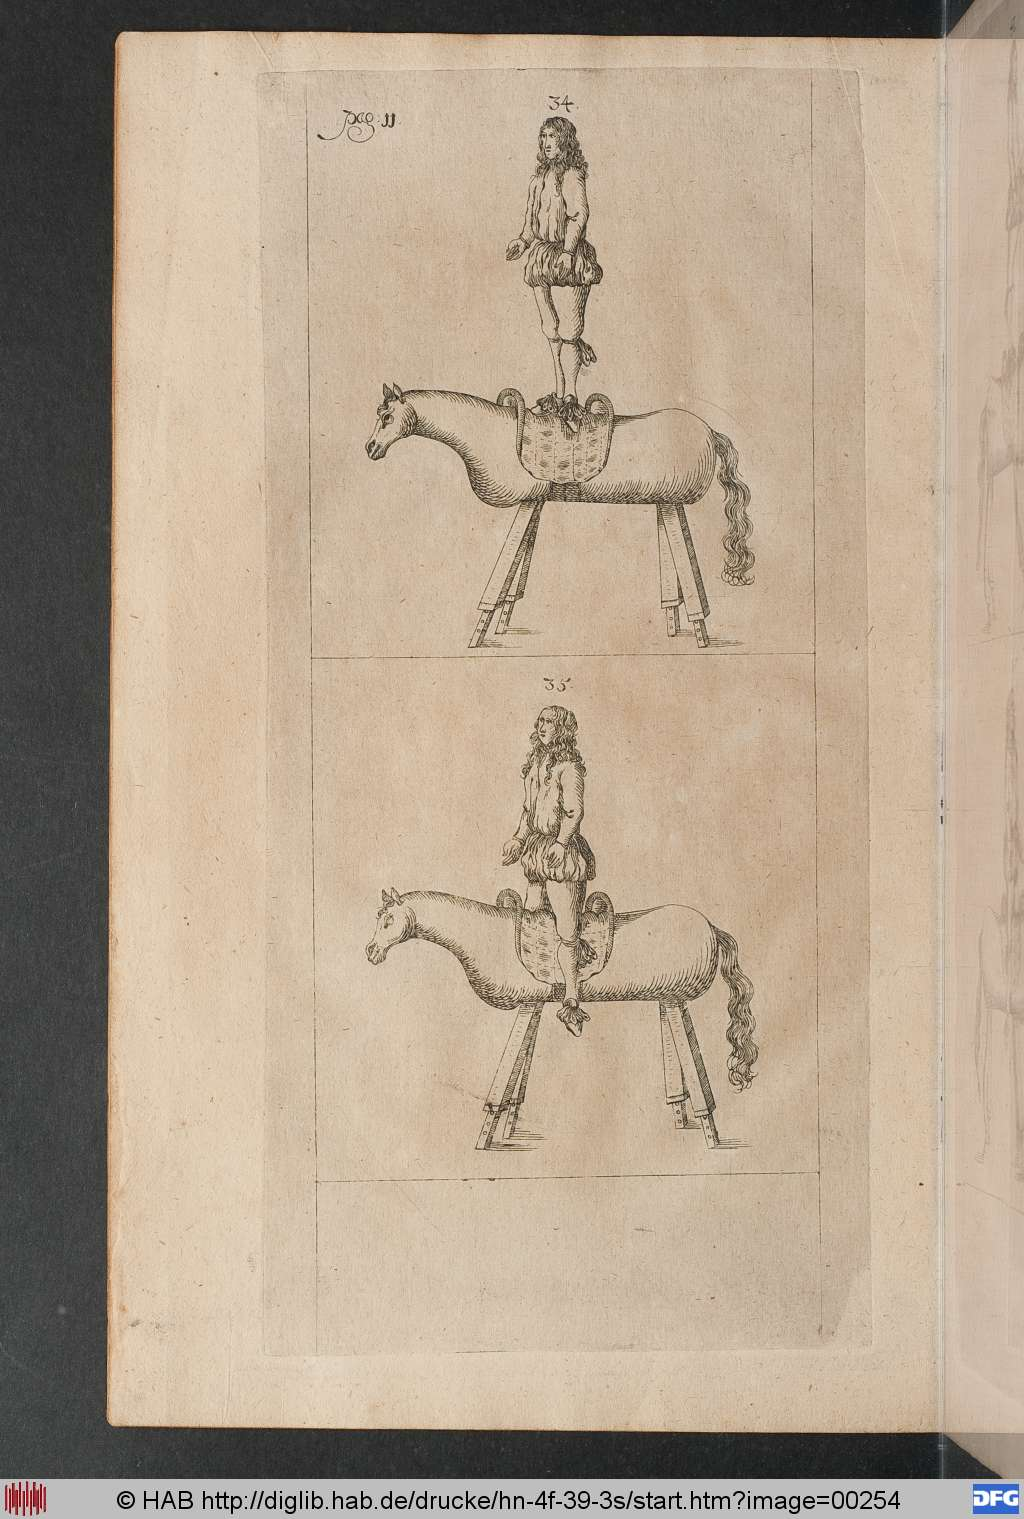 34.
pag: 11
35.
© HAB http://diglib.hab.de/drucke/hn-4f-39-3s/start.htm?image=00254
DFG